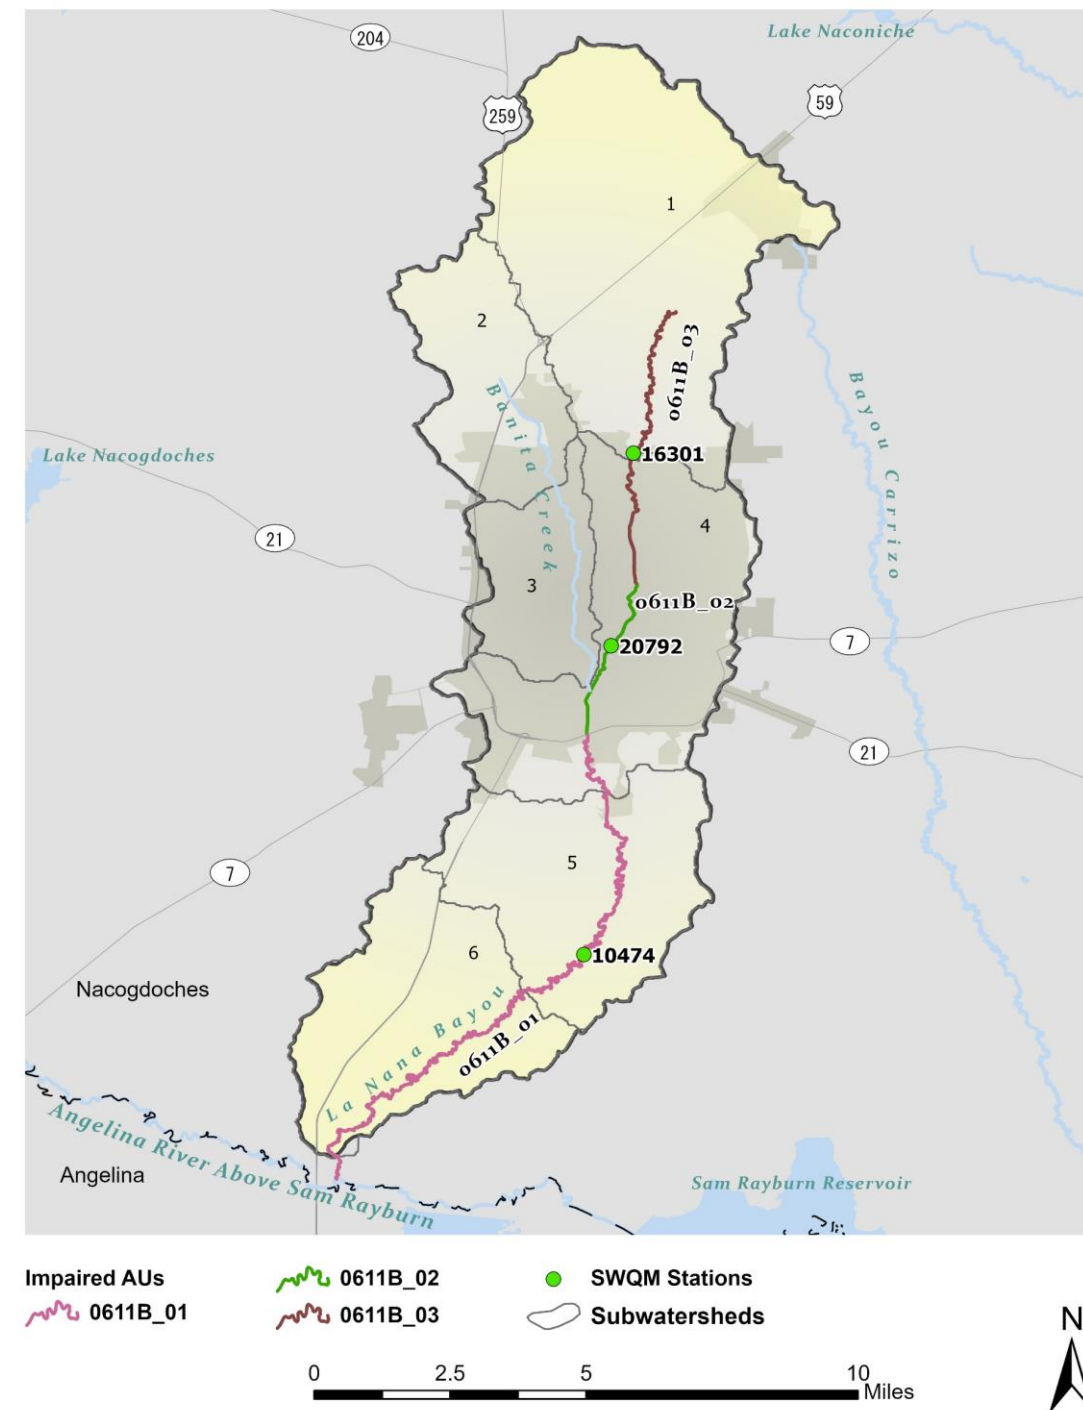 Lake Naconiche
204
259
59
1
2
0611B_03
Banita Creek
Bayou Carrizo
Lake Nacogdoches
16301
4
21
3
0611B_02
20792
7
21
5
7
6
10474
Nacogdoches
La Nana Bayou
0611B_01
Angelina River Above Sam Rayburn
Angelina
Sam Rayburn Reservoir
Impaired AUs
0611B_01
0611B_02
0611B_03
SWQM Stations
Subwatersheds
N
0 2.5 5 10
Miles